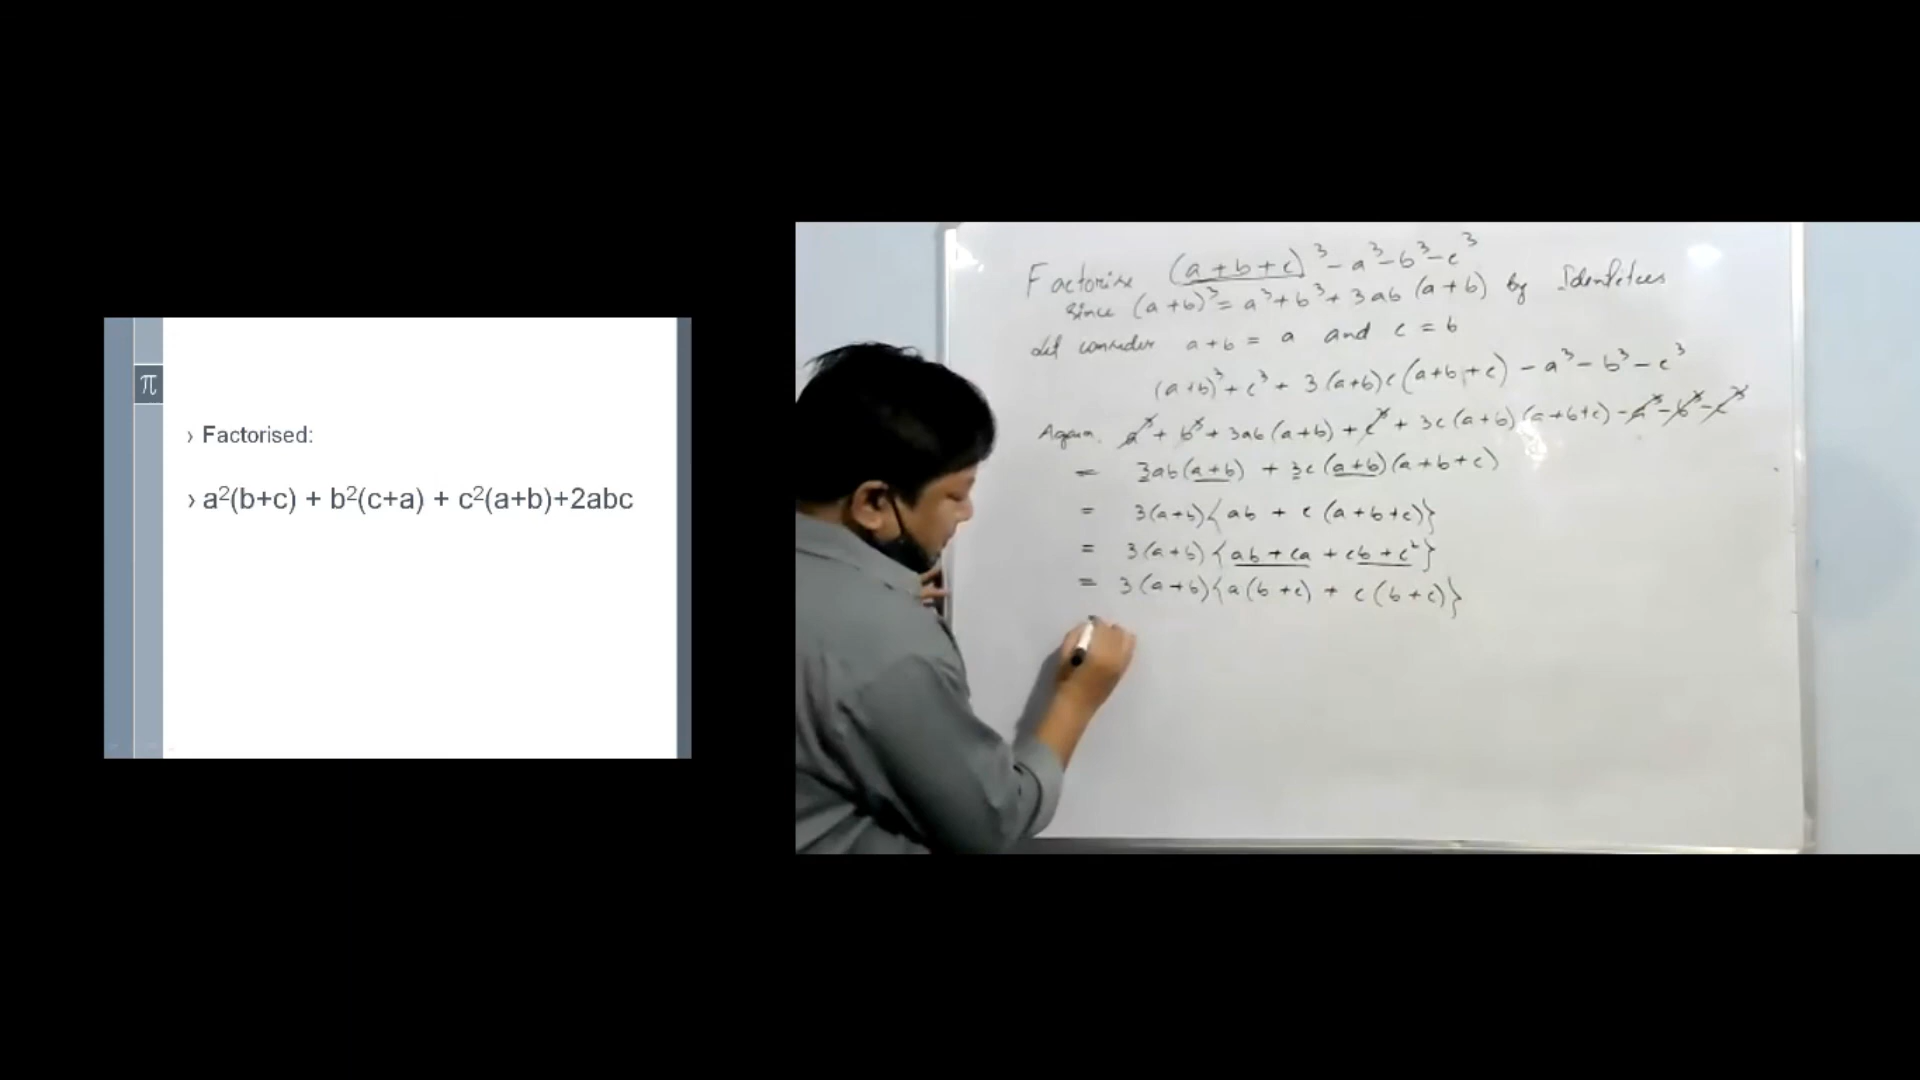 π
› Factorised:
› a²(b+c) + b²(c+a) + c²(a+b)+2abc
Factorise (a+b+c)³ - a³ - b³ - c³
Since (a+b)³ = a³ + b³ + 3ab (a+b) by Identities
Let consider a+b = a and c = b
(a+b)³ + c³ + 3(a+b)c(a+b+c) - a³ - b³ - c³
Again, a³ + b³ + 3ab(a+b) + c³ + 3c(a+b)(a+b+c) - a³ - b³ - c³
= 3ab(a+b) + 3c(a+b)(a+b+c)
= 3(a+b){ab + c(a+b+c)}
= 3(a+b){ab + ca + cb + c²}
= 3(a+b){a(b+c) + c(b+c)}